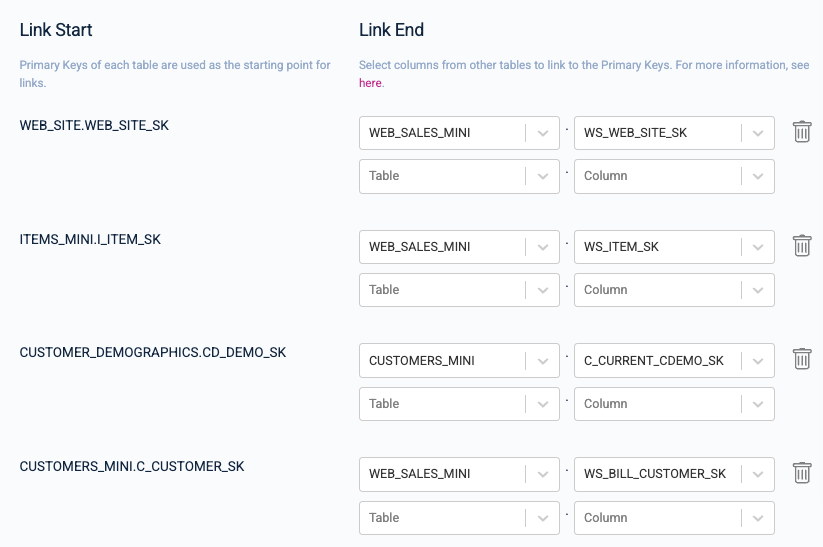 Link Start
Link End
Primary Keys of each table are used as the starting point for
links.
Select columns from other tables to link to the Primary Keys. For more information, see
here.
WEB_SITE.WEB_SITE_SK
WEB_SALES_MINI . WS_WEB_SITE_SK
Table . Column
ITEMS_MINI.I_ITEM_SK
WEB_SALES_MINI . WS_ITEM_SK
Table . Column
CUSTOMER_DEMOGRAPHICS.CD_DEMO_SK
CUSTOMERS_MINI . C_CURRENT_CDEMO_SK
Table . Column
CUSTOMERS_MINI.C_CUSTOMER_SK
WEB_SALES_MINI . WS_BILL_CUSTOMER_SK
Table . Column